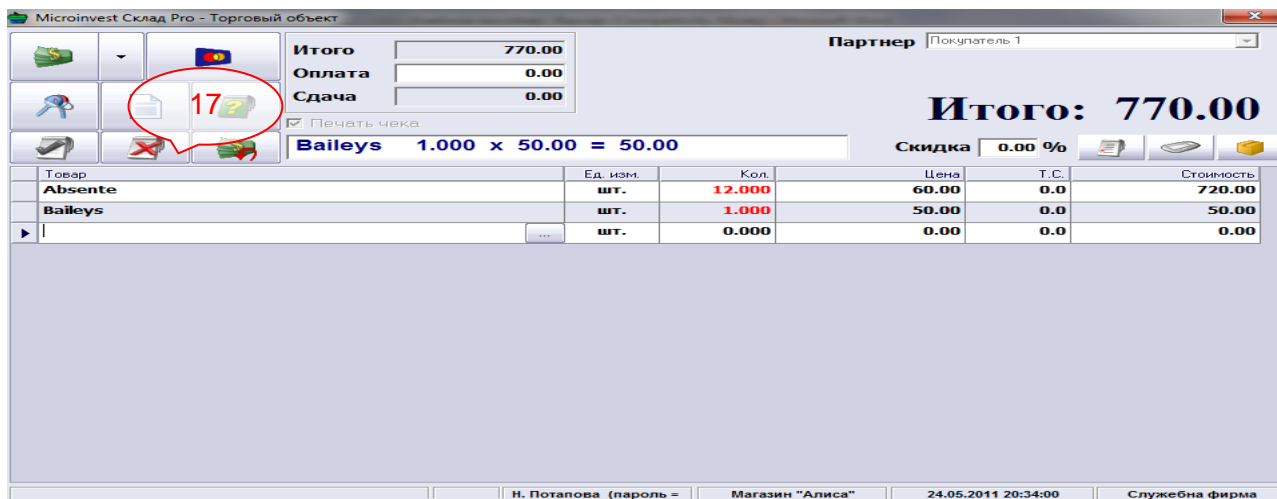 Microinvest Склад Pro - Торговый объект
Итого 770.00
Оплата 0.00
Сдача 0.00
Печать чека
Партнер Покупатель 1
Итого: 770.00
17
Baileys 1.000 x 50.00 = 50.00
Скидка 0.00 %
Товар Ед. изм. Кол. Цена Т.С. Стоимость
Absente шт. 12.000 60.00 0.0 720.00
Baileys шт. 1.000 50.00 0.0 50.00
... шт. 0.000 0.00 0.0 0.00
Н. Потапова (пароль = Магазин "Алиса" 24.05.2011 20:34:00 Служебна фирма